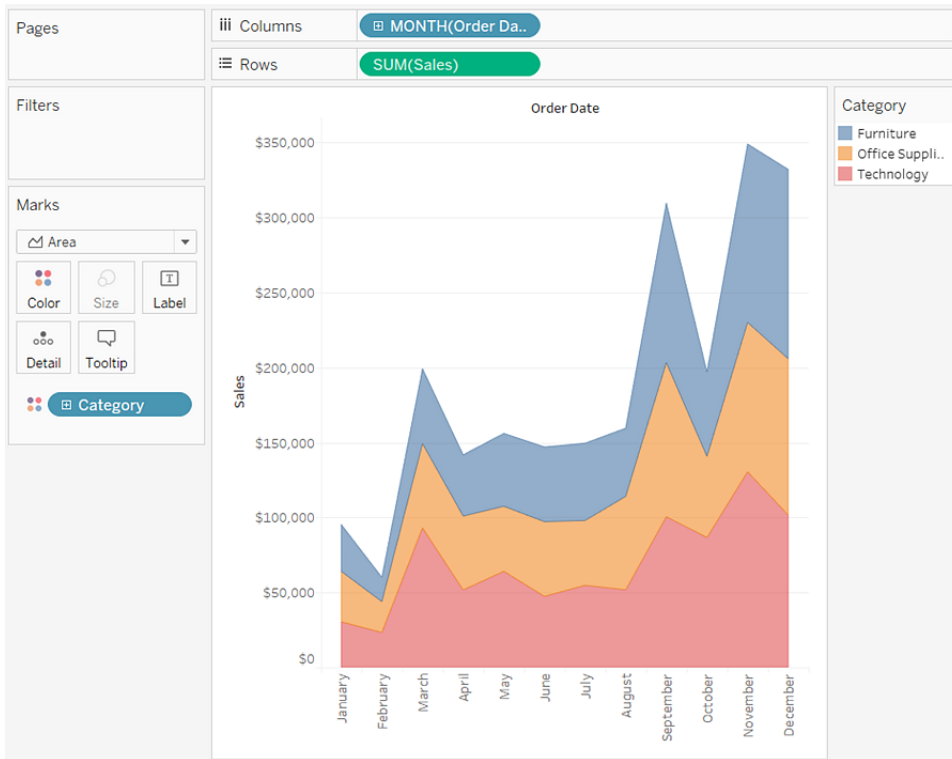 Pages
Columns
MONTH(Order Da..
Rows
SUM(Sales)
Filters
Marks
Area
Color
Size
Label
Detail
Tooltip
Category
Order Date
Sales
$350,000
$300,000
$250,000
$200,000
$150,000
$100,000
$50,000
$0
January
February
March
April
May
June
July
August
September
October
November
December
Category
Furniture
Office Suppli..
Technology